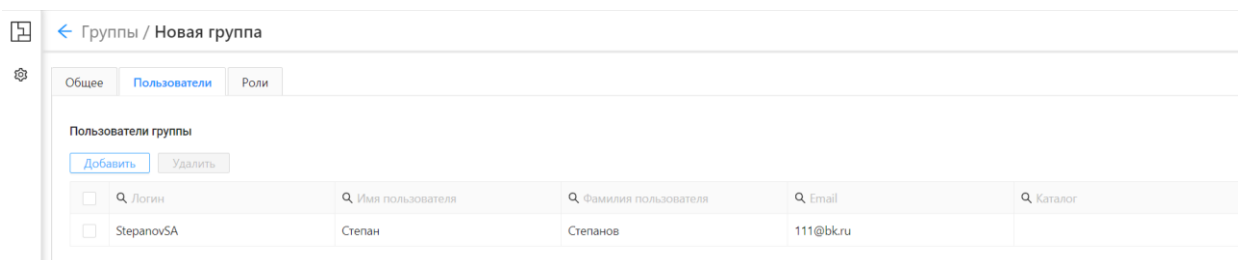 Группы / Новая группа
Общее Пользователи Роли
Пользователи группы
Добавить Удалить
Логин Имя пользователя Фамилия пользователя Email Каталог
StepanovSA Степан Степанов 111@bk.ru